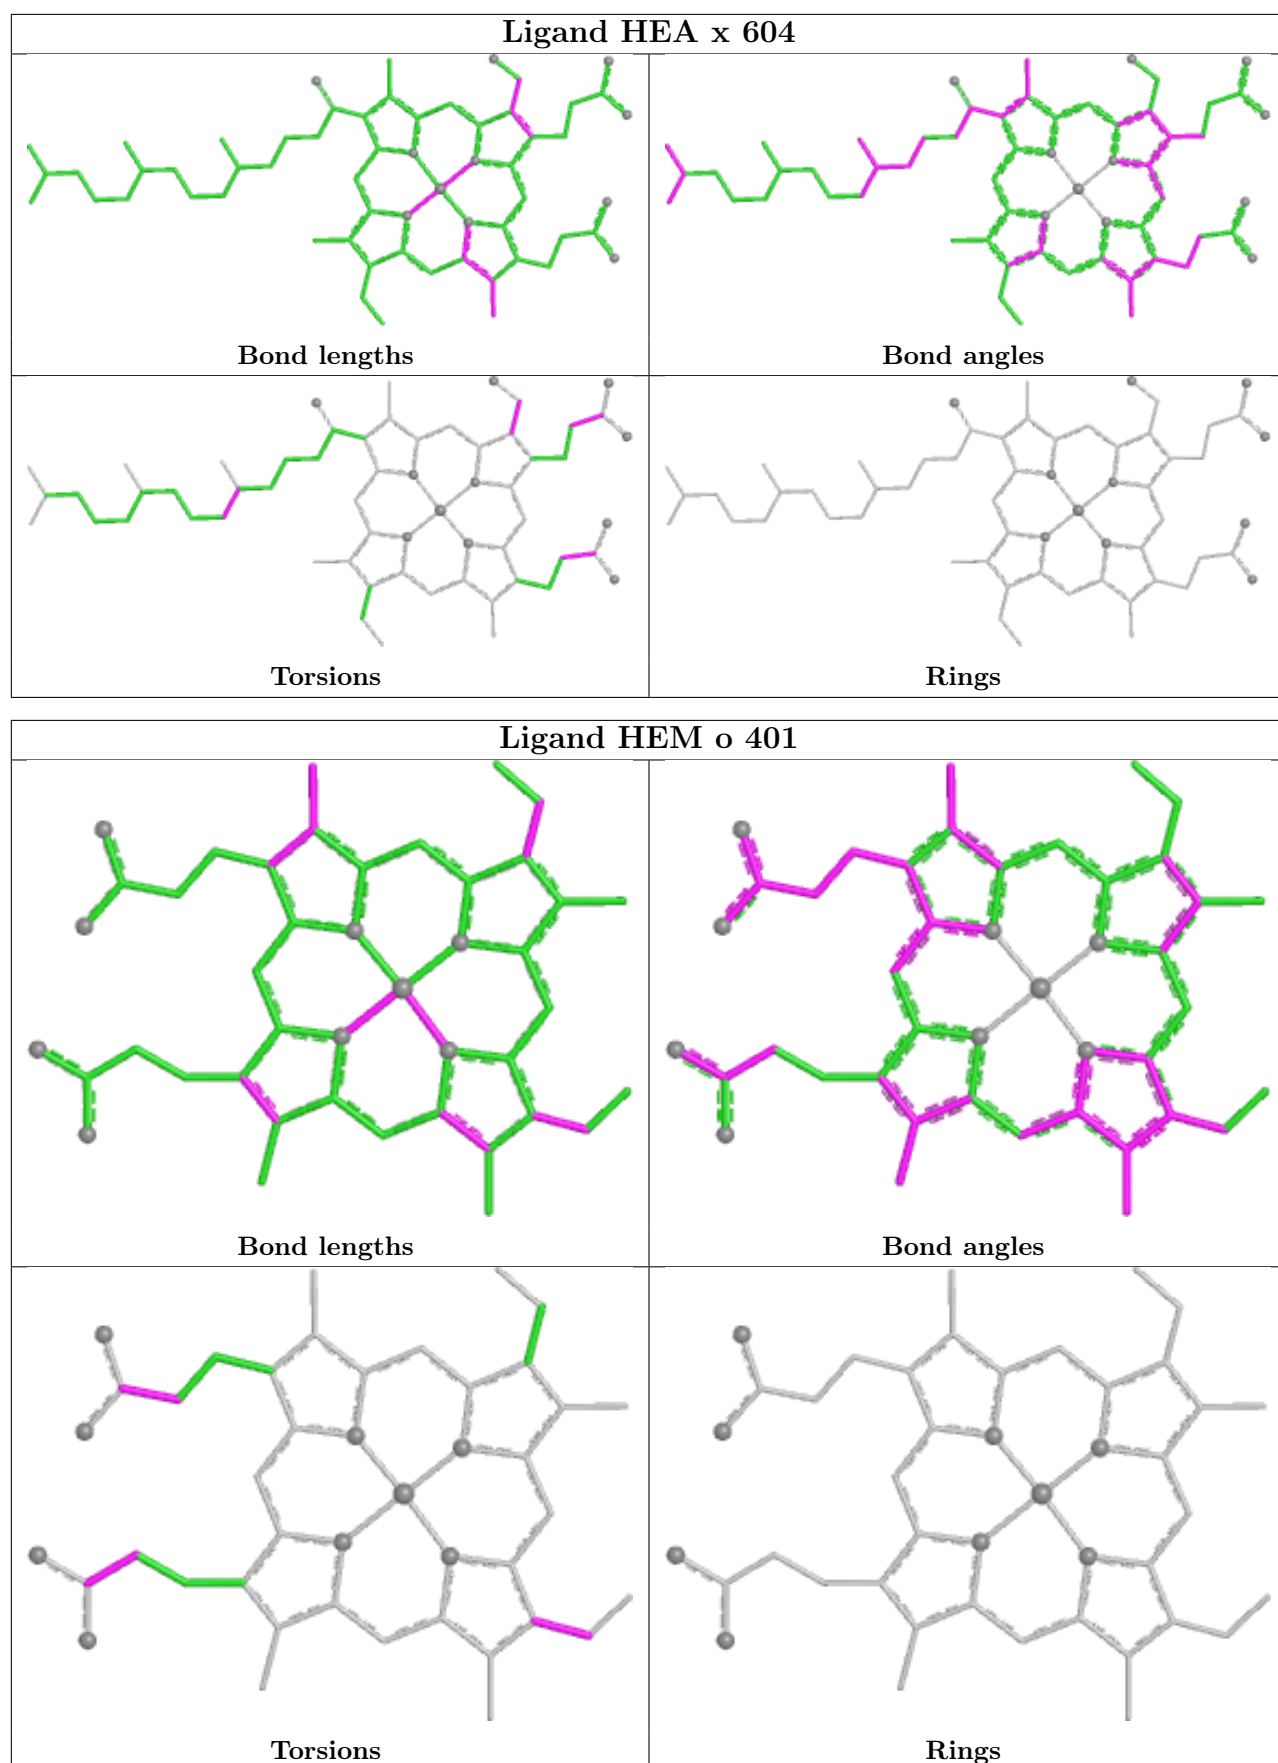 Ligand HEA x 604
Bond lengths
Bond angles
Torsions
Rings
Ligand HEM o 401
Bond lengths
Bond angles
Torsions
Rings